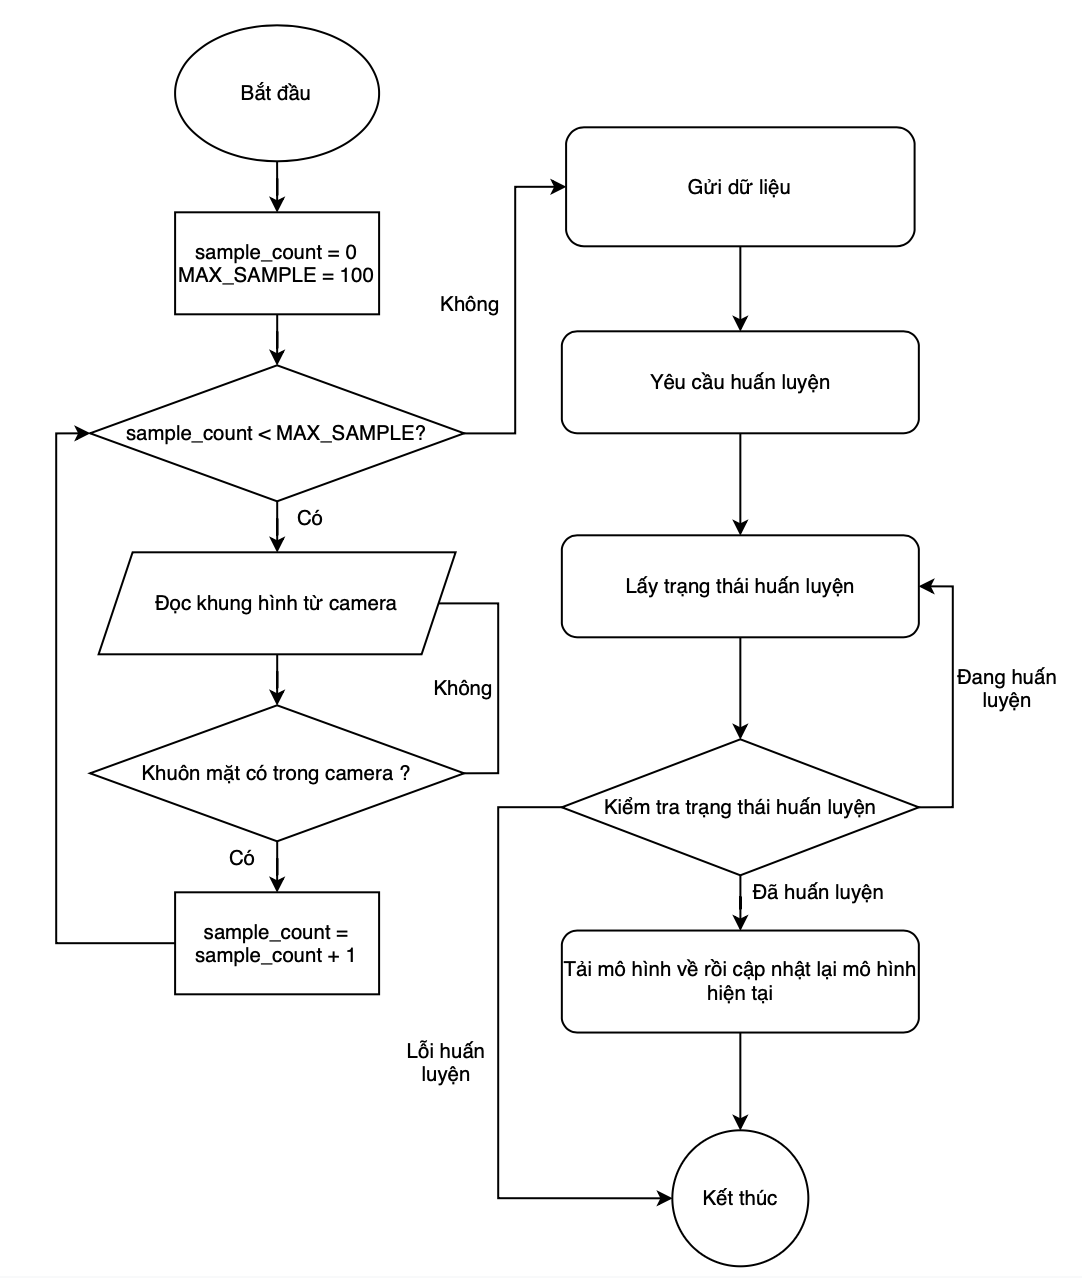 Bắt đầu
sample_count = 0
MAX_SAMPLE = 100
sample_count < MAX_SAMPLE?
Có
Không
Đọc khung hình từ camera
Không
Khuôn mặt có trong camera ?
Có
sample_count =
sample_count + 1
Gửi dữ liệu
Yêu cầu huấn luyện
Lấy trạng thái huấn luyện
Đang huấn
luyện
Kiểm tra trạng thái huấn luyện
Đã huấn luyện
Tải mô hình về rồi cập nhật lại mô hình
hiện tại
Lỗi huấn
luyện
Kết thúc